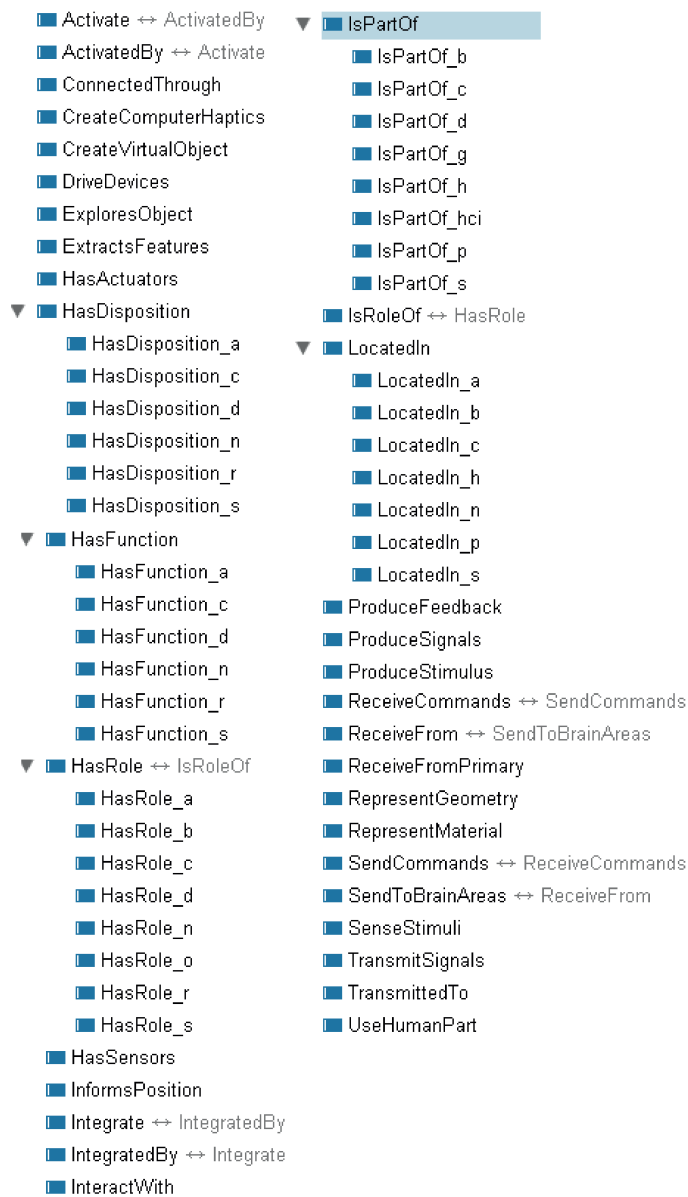 Activate ↔ ActivatedBy
ActivatedBy ↔ Activate
ConnectedThrough
CreateComputerHaptics
CreateVirtualObject
DriveDevices
ExploresObject
ExtractsFeatures
HasActuators
HasDisposition
HasDisposition_a
HasDisposition_c
HasDisposition_d
HasDisposition_n
HasDisposition_r
HasDisposition_s
HasFunction
HasFunction_a
HasFunction_c
HasFunction_d
HasFunction_n
HasFunction_r
HasFunction_s
HasRole ↔ IsRoleOf
HasRole_a
HasRole_b
HasRole_c
HasRole_d
HasRole_n
HasRole_o
HasRole_r
HasRole_s
HasSensors
InformsPosition
Integrate ↔ IntegratedBy
IntegratedBy ↔ Integrate
InteractWith
IsPartOf
IsPartOf_b
IsPartOf_c
IsPartOf_d
IsPartOf_g
IsPartOf_h
IsPartOf_hci
IsPartOf_p
IsPartOf_s
IsRoleOf ↔ HasRole
LocatedIn
LocatedIn_a
LocatedIn_b
LocatedIn_c
LocatedIn_h
LocatedIn_n
LocatedIn_p
LocatedIn_s
ProduceFeedback
ProduceSignals
ProduceStimulus
ReceiveCommands ↔ SendCommands
ReceiveFrom ↔ SendToBrainAreas
ReceiveFromPrimary
RepresentGeometry
RepresentMaterial
SendCommands ↔ ReceiveCommands
SendToBrainAreas ↔ ReceiveFrom
SenseStimuli
TransmitSignals
TransmittedTo
UseHumanPart